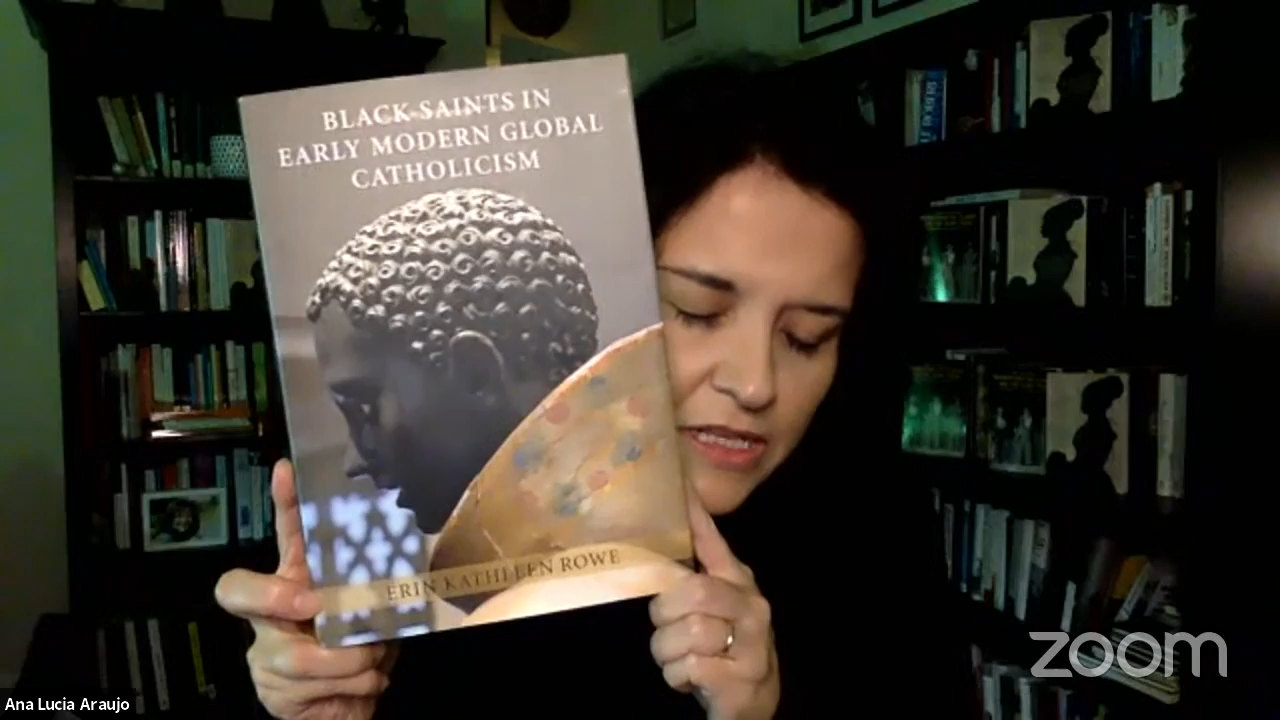 BLACK SAINTS IN
EARLY MODERN GLOBAL
CATHOLICISM
ERIN KATHLEEN ROWE
zoom
Ana Lucia Araujo